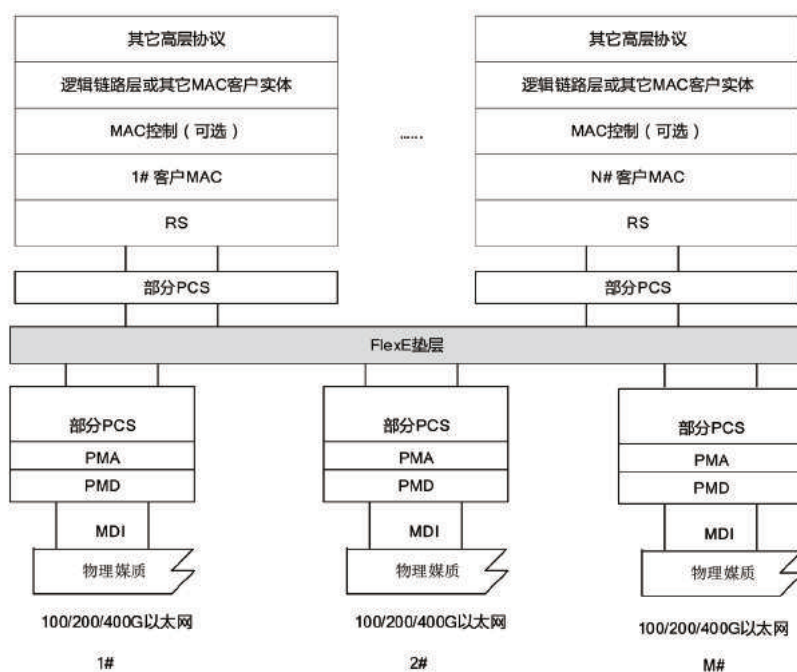 其它高层协议
逻辑链路层或其它MAC客户实体
MAC控制（可选）
1# 客户MAC
RS
部分PCS
......
其它高层协议
逻辑链路层或其它MAC客户实体
MAC控制（可选）
N# 客户MAC
RS
部分PCS
FlexE垫层
部分PCS
PMA
PMD
MDI
物理媒质
100/200/400G以太网
1#
部分PCS
PMA
PMD
MDI
物理媒质
100/200/400G以太网
2#
部分PCS
PMA
PMD
MDI
物理媒质
100/200/400G以太网
M#